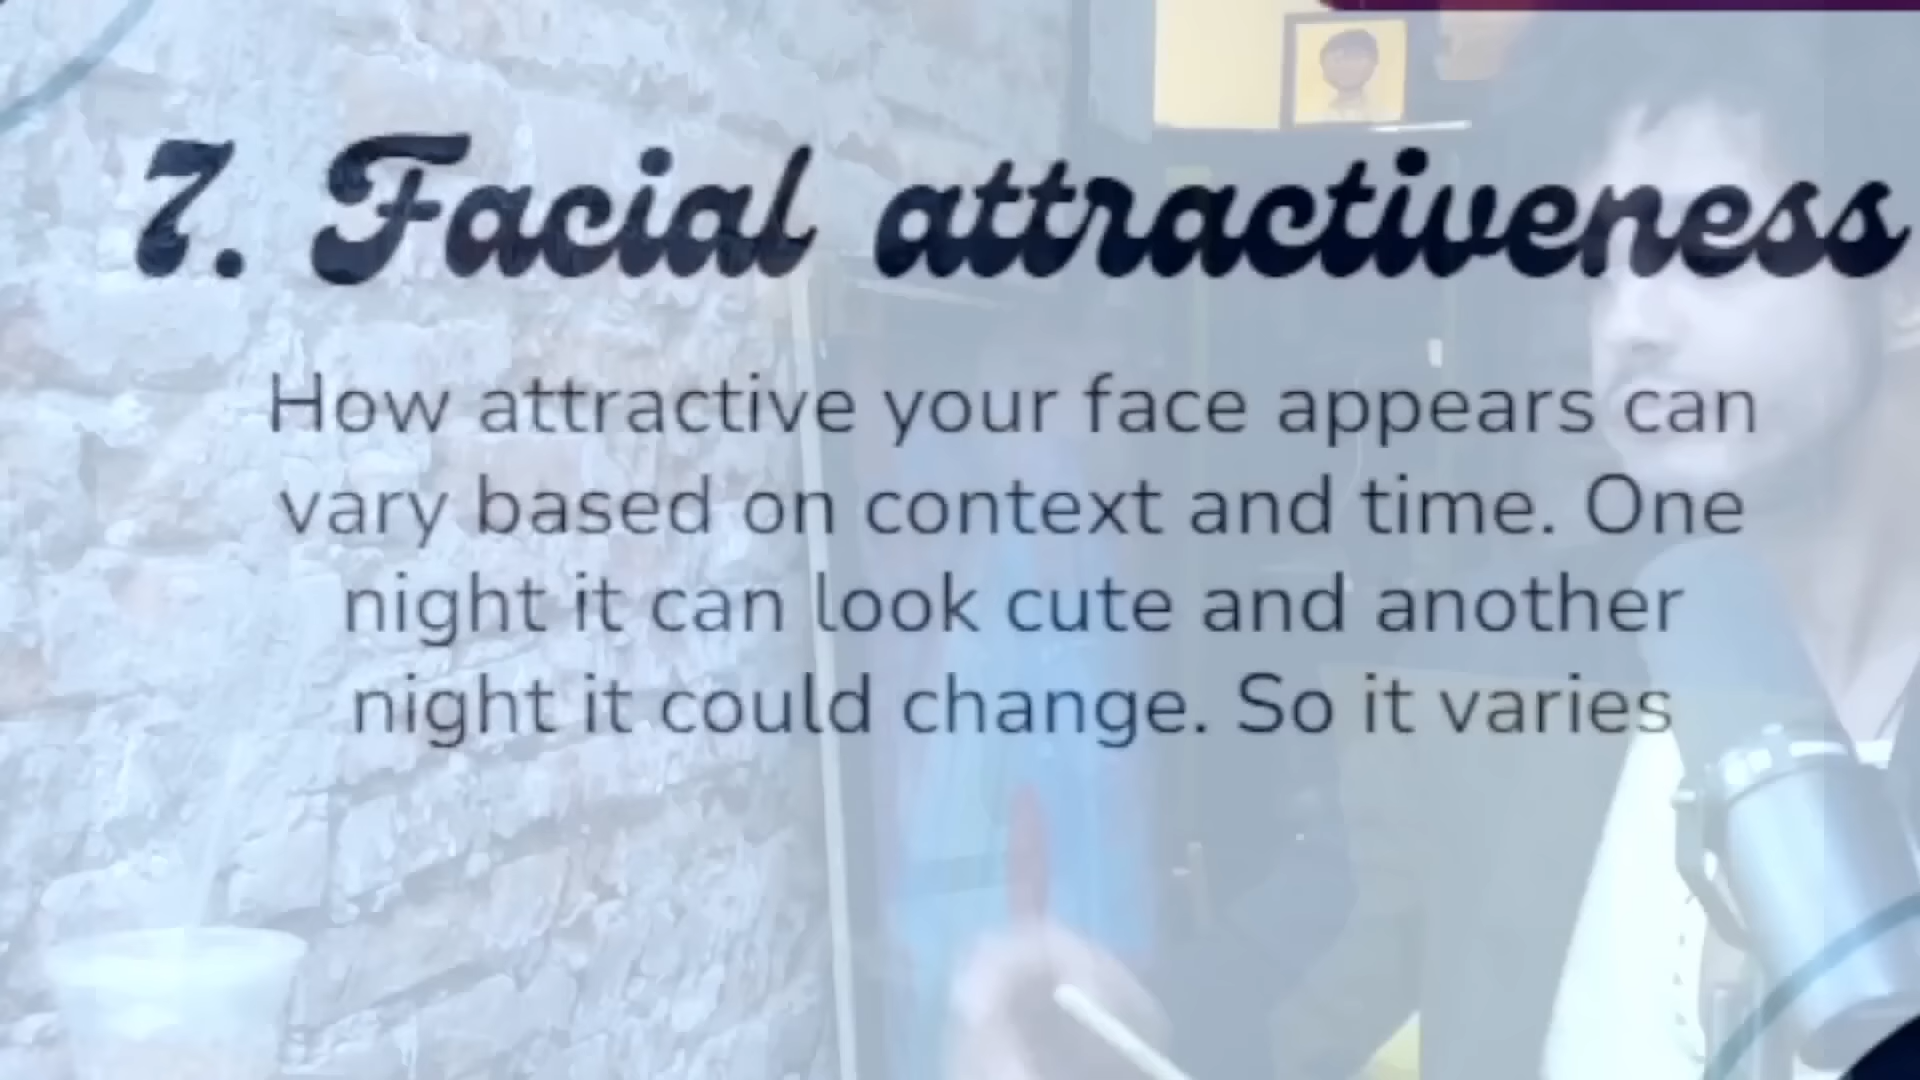 7. Facial attractiveness
How attractive your face appears can
vary based on context and time. One
night it can look cute and another
night it could change. So it varies